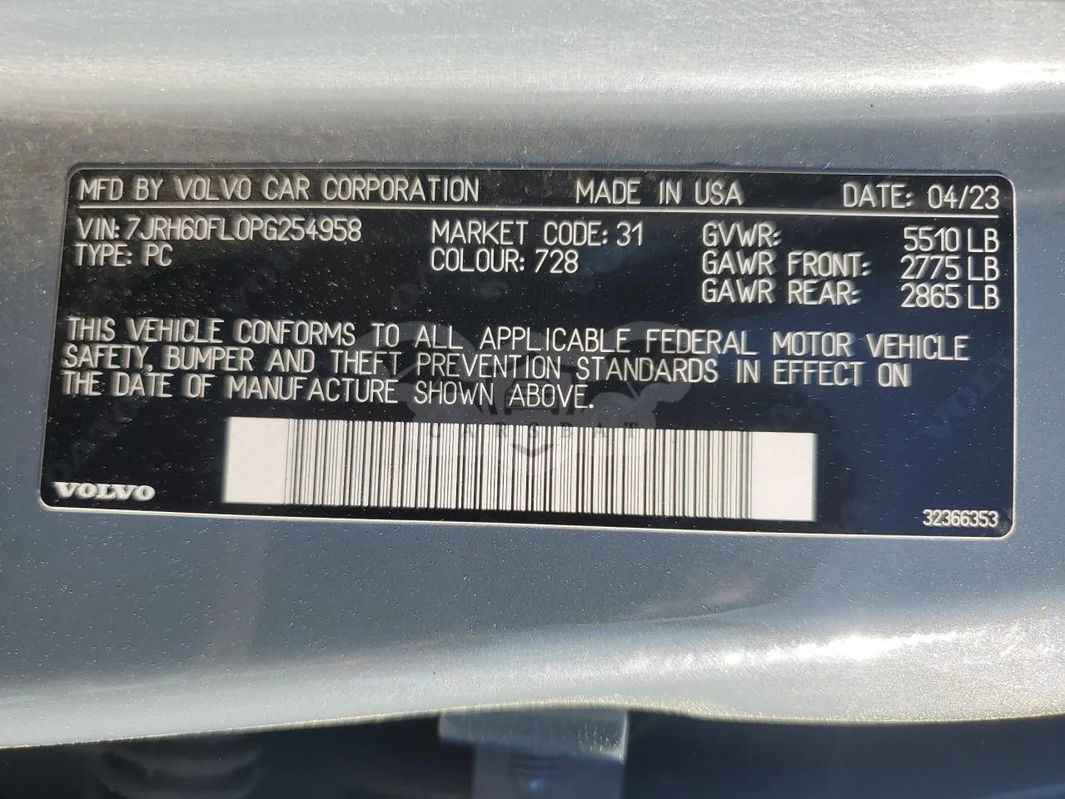 MFD BY VOLVO CAR CORPORATION MADE IN USA DATE: 04/23
VIN: 7JRH60FL0PG254958 MARKET CODE: 31 GVWR: 5510 LB
TYPE: PC COLOUR: 728 GAWR FRONT: 2775 LB
GAWR REAR: 2865 LB
THIS VEHICLE CONFORMS TO ALL APPLICABLE FEDERAL MOTOR VEHICLE
SAFETY, BUMPER AND THEFT PREVENTION STANDARDS IN EFFECT ON
THE DATE OF MANUFACTURE SHOWN ABOVE.
VOLVO
32366353